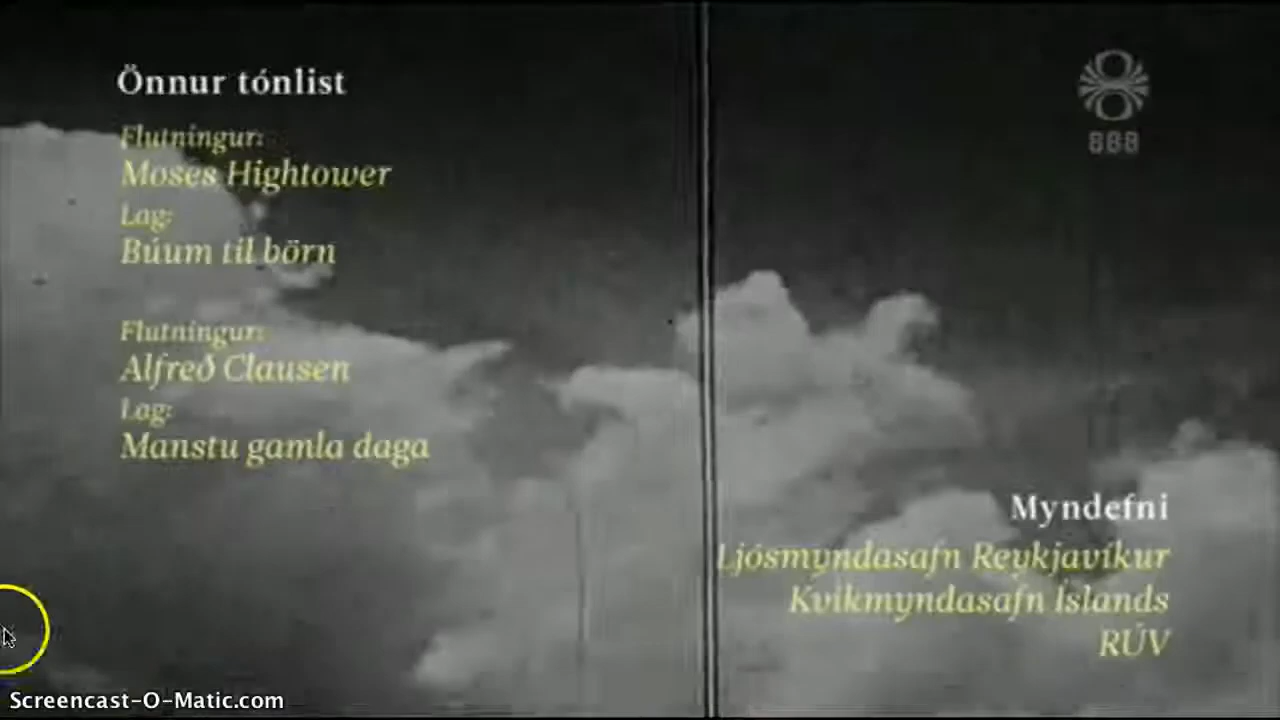 Önnur tónlist
Flutningur:
Moses Hightower
Lag:
Búum til börn
Flutningur:
Alfreð Clausen
Lag:
Manstu gamla daga
888
Myndefni
Ljósmyndasafn Reykjavíkur
Kvikmyndasafn Íslands
RÚV
Screencast-O-Matic.com